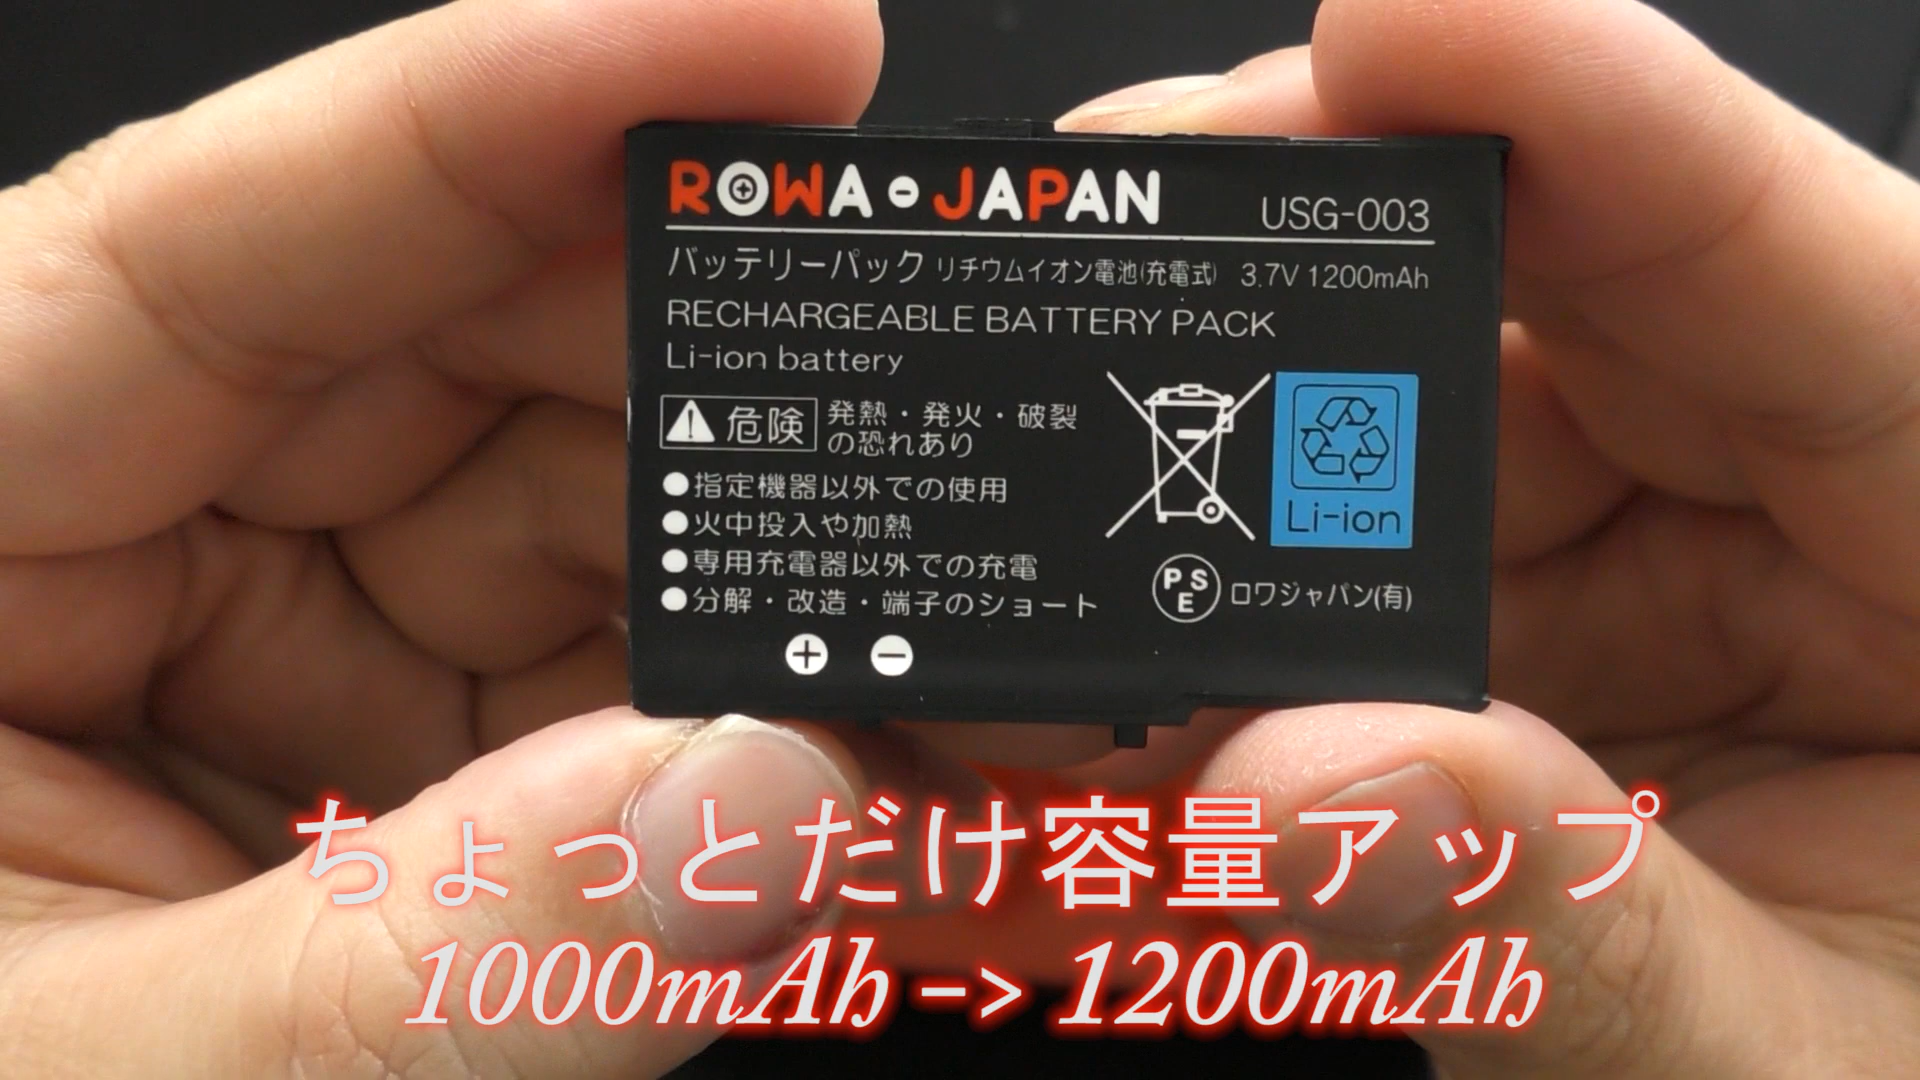 ROWA・JAPAN
USG-003
バッテリーパック リチウムイオン電池(充電式) 3.7V 1200mAh
RECHARGEABLE BATTERY PACK
Li-ion battery
危険 発熱・発火・破裂
の恐れあり
●指定機器以外での使用
●火中投入や加熱
●専用充電器以外での充電
●分解・改造・端子のショート
+ −
Li-ion
PSE ロワジャパン(有)
ちょっとだけ容量アップ
1000mAh -> 1200mAh